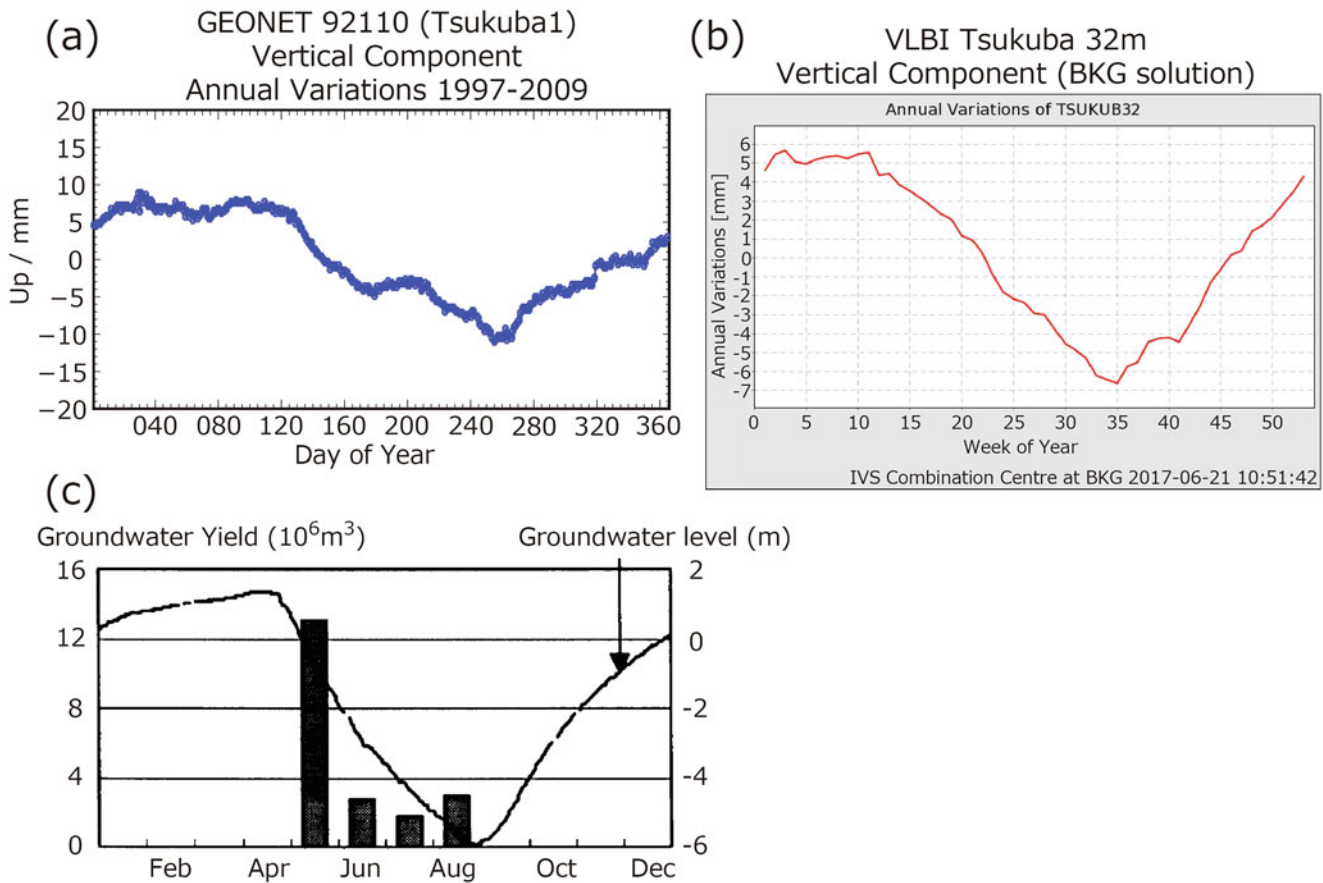 (a)
GEONET 92110 (Tsukuba1)
Vertical Component
Annual Variations 1997-2009
20
15
10
5
0
−5
−10
−15
−20
Up / mm
040 080 120 160 200 240 280 320 360
Day of Year
(b)
VLBI Tsukuba 32m
Vertical Component (BKG solution)
Annual Variations of TSUKUB32
6
5
4
3
2
1
0
-1
-2
-3
-4
-5
-6
-7
Annual Variations [mm]
0 5 10 15 20 25 30 35 40 45 50
Week of Year
IVS Combination Centre at BKG 2017-06-21 10:51:42
(c)
Groundwater Yield (10⁶m³)
Groundwater level (m)
16
12
8
4
0
2
0
-2
-4
-6
Feb Apr Jun Aug Oct Dec